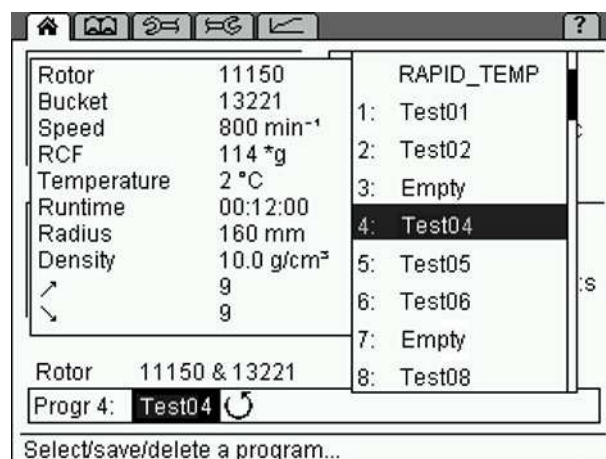 ?
Rotor 11150
Bucket 13221
Speed 800 min⁻¹
RCF 114 *g
Temperature 2 °C
Runtime 00:12:00
Radius 160 mm
Density 10.0 g/cm³
↗ 9
↘ 9
RAPID_TEMP
1: Test01
2: Test02
3: Empty
4: Test04
5: Test05
6: Test06
7: Empty
8: Test08
:s
Rotor 11150 & 13221
Progr 4: Test04
Select/save/delete a program...